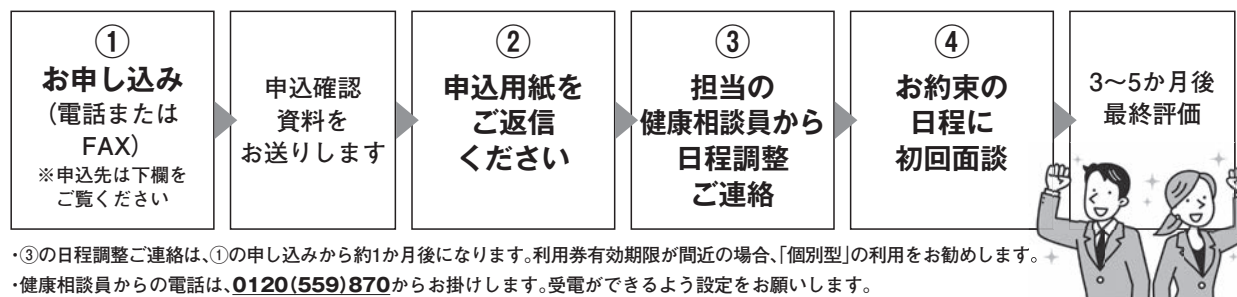 ①
お申し込み
(電話または
FAX)
※申込先は下欄を
ご覧ください
申込確認
資料を
お送りします
②
申込用紙を
ご返信
ください
③
担当の
健康相談員から
日程調整
ご連絡
④
お約束の
日程に
初回面談
3〜5か月後
最終評価
・③の日程調整ご連絡は、①の申し込みから約1か月後になります。利用券有効期限が間近の場合、「個別型」の利用をお勧めします。
・健康相談員からの電話は、0120(559)870からお掛けします。受電ができるよう設定をお願いします。